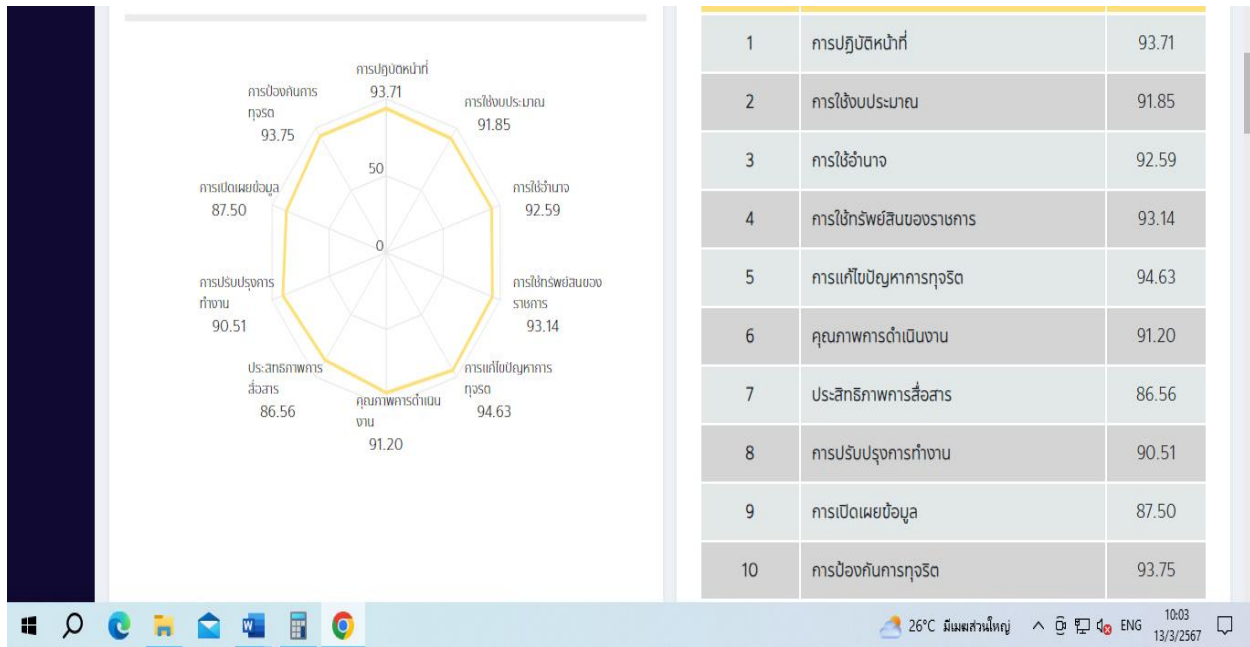 การปฏิบัติหน้าที่
93.71
การป้องกันการ
ทุจริต
93.75
การใช้งบประมาณ
91.85
50
การเปิดเผยข้อมูล
87.50
การใช้อำนาจ
92.59
0
การปรับปรุงการ
ทำงาน
90.51
การใช้ทรัพย์สินของ
ราชการ
93.14
ประสิทธิภาพการ
สื่อสาร
86.56
การแก้ไขปัญหาการ
ทุจริต
94.63
คุณภาพการดำเนิน
งาน
91.20
1 การปฏิบัติหน้าที่ 93.71
2 การใช้งบประมาณ 91.85
3 การใช้อำนาจ 92.59
4 การใช้ทรัพย์สินของราชการ 93.14
5 การแก้ไขปัญหาการทุจริต 94.63
6 คุณภาพการดำเนินงาน 91.20
7 ประสิทธิภาพการสื่อสาร 86.56
8 การปรับปรุงการทำงาน 90.51
9 การเปิดเผยข้อมูล 87.50
10 การป้องกันการทุจริต 93.75
W 26°C มีเมฆส่วนใหญ่ ENG 10:03
13/3/2567